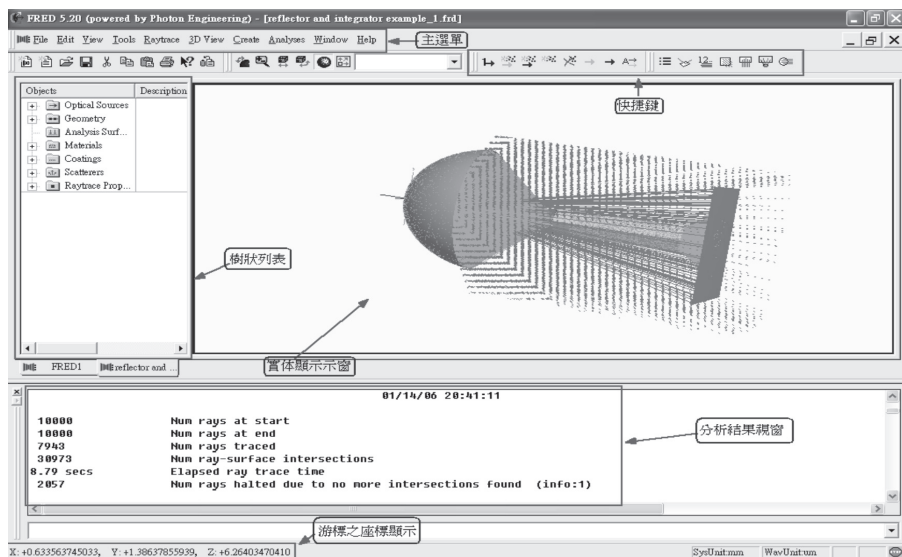 FRED 5.20 (powered by Photon Engineering) - [reflector and integrator example_1.frd]
File Edit View Tools Raytrace 3D View Create Analyses Window Help
主選單
快捷鍵
Objects Description
Optical Sources
Geometry
Analysis Surf...
Materials
Coatings
Scatterers
Raytrace Prop...
樹狀列表
實体顯示示窗
FRED1 reflector and ...
01/14/06 20:41:11
10000 Num rays at start
10000 Num rays at end
7943 Num rays traced
30973 Num ray-surface intersections
8.79 secs Elapsed ray trace time
2057 Num rays halted due to no more intersections found (info:1)
分析結果視窗
游標之座標顯示
X: +0.633563745033, Y: +1.38637855939, Z: +6.26403470410
SysUnit:mm WavUnit:um